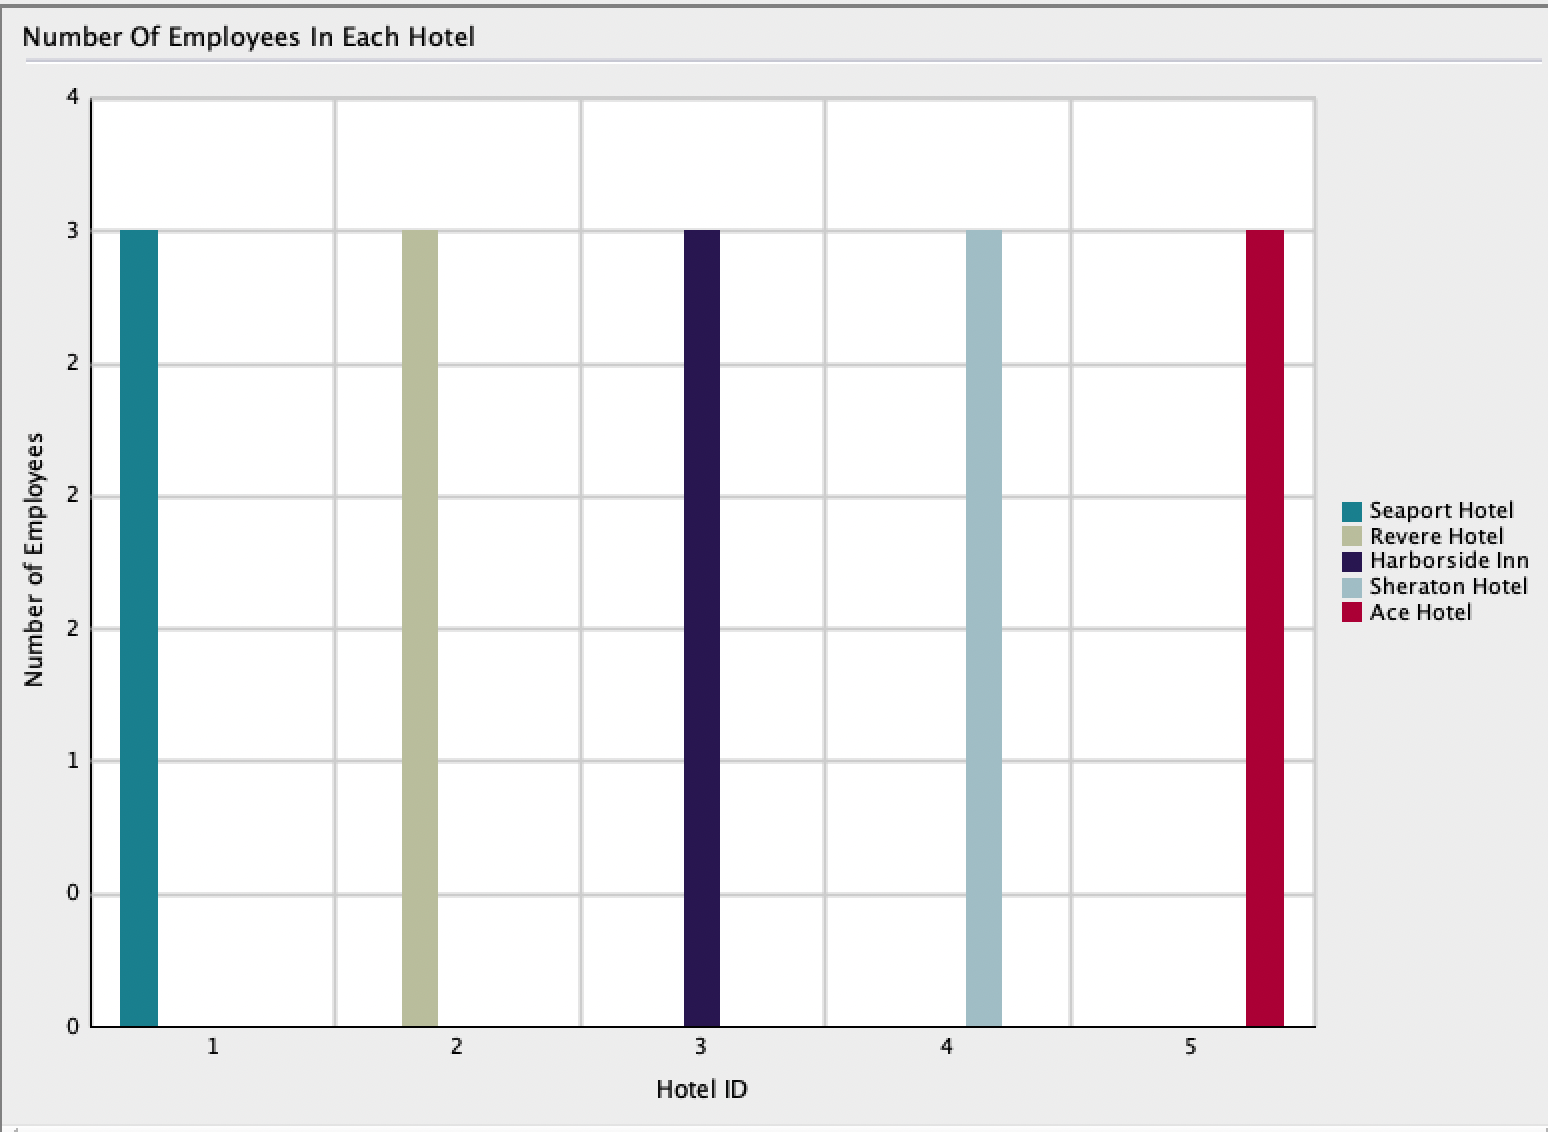 Number Of Employees In Each Hotel
4
3
2
2
2
1
0
0
Number of Employees
1 2 3 4 5
Hotel ID
Seaport Hotel
Revere Hotel
Harborside Inn
Sheraton Hotel
Ace Hotel